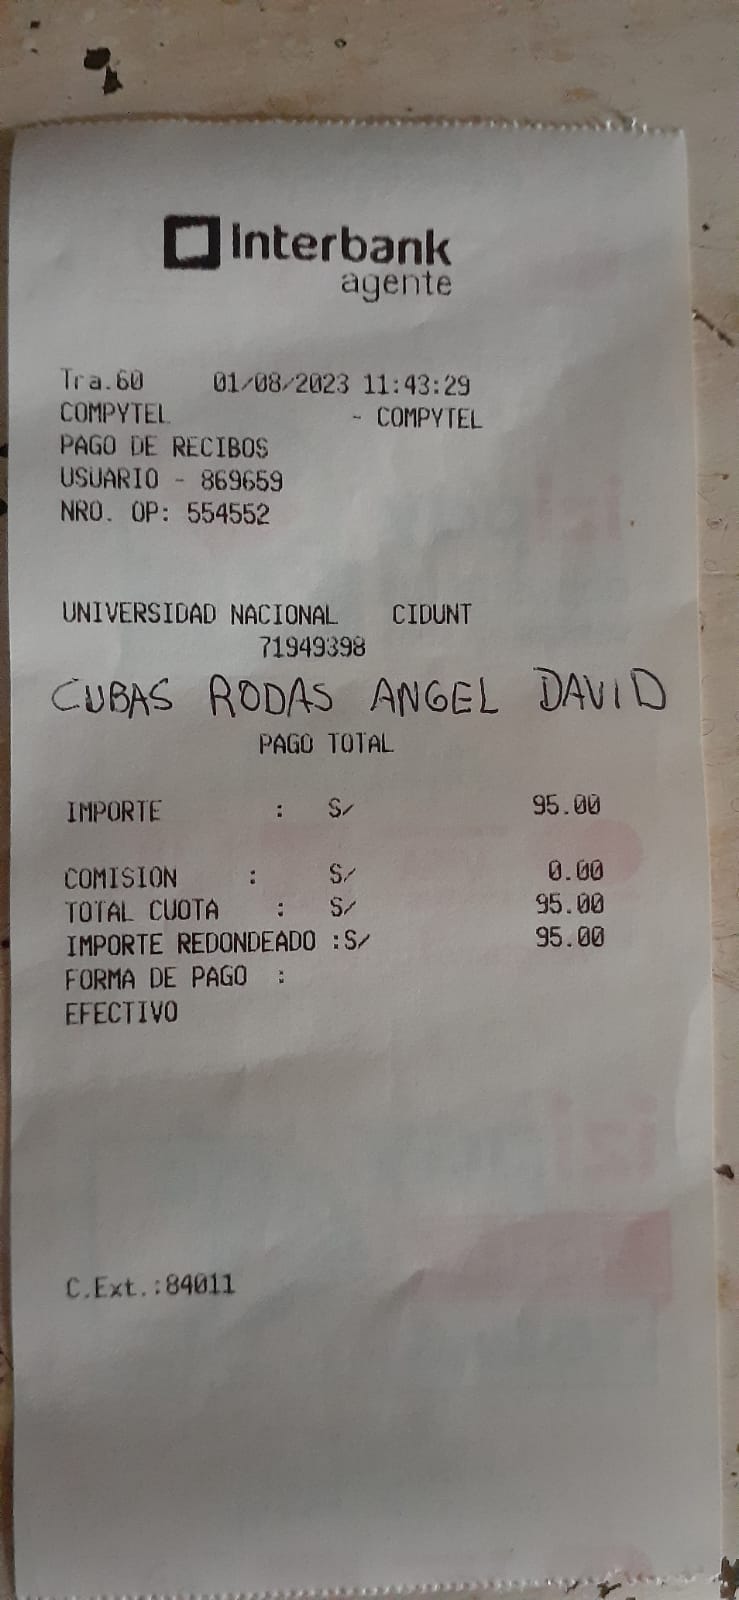 Interbank
agente
Tra.60 01/08/2023 11:43:29
COMPYTEL - COMPYTEL
PAGO DE RECIBOS
USUARIO - 869659
NRO. OP: 554552
UNIVERSIDAD NACIONAL CIDUNT
71949398
CUBAS RODAS ANGEL DAVID
PAGO TOTAL
IMPORTE : S/ 95.00
COMISION : S/ 0.00
TOTAL CUOTA : S/ 95.00
IMPORTE REDONDEADO :S/ 95.00
FORMA DE PAGO :
EFECTIVO
C.Ext.:84011